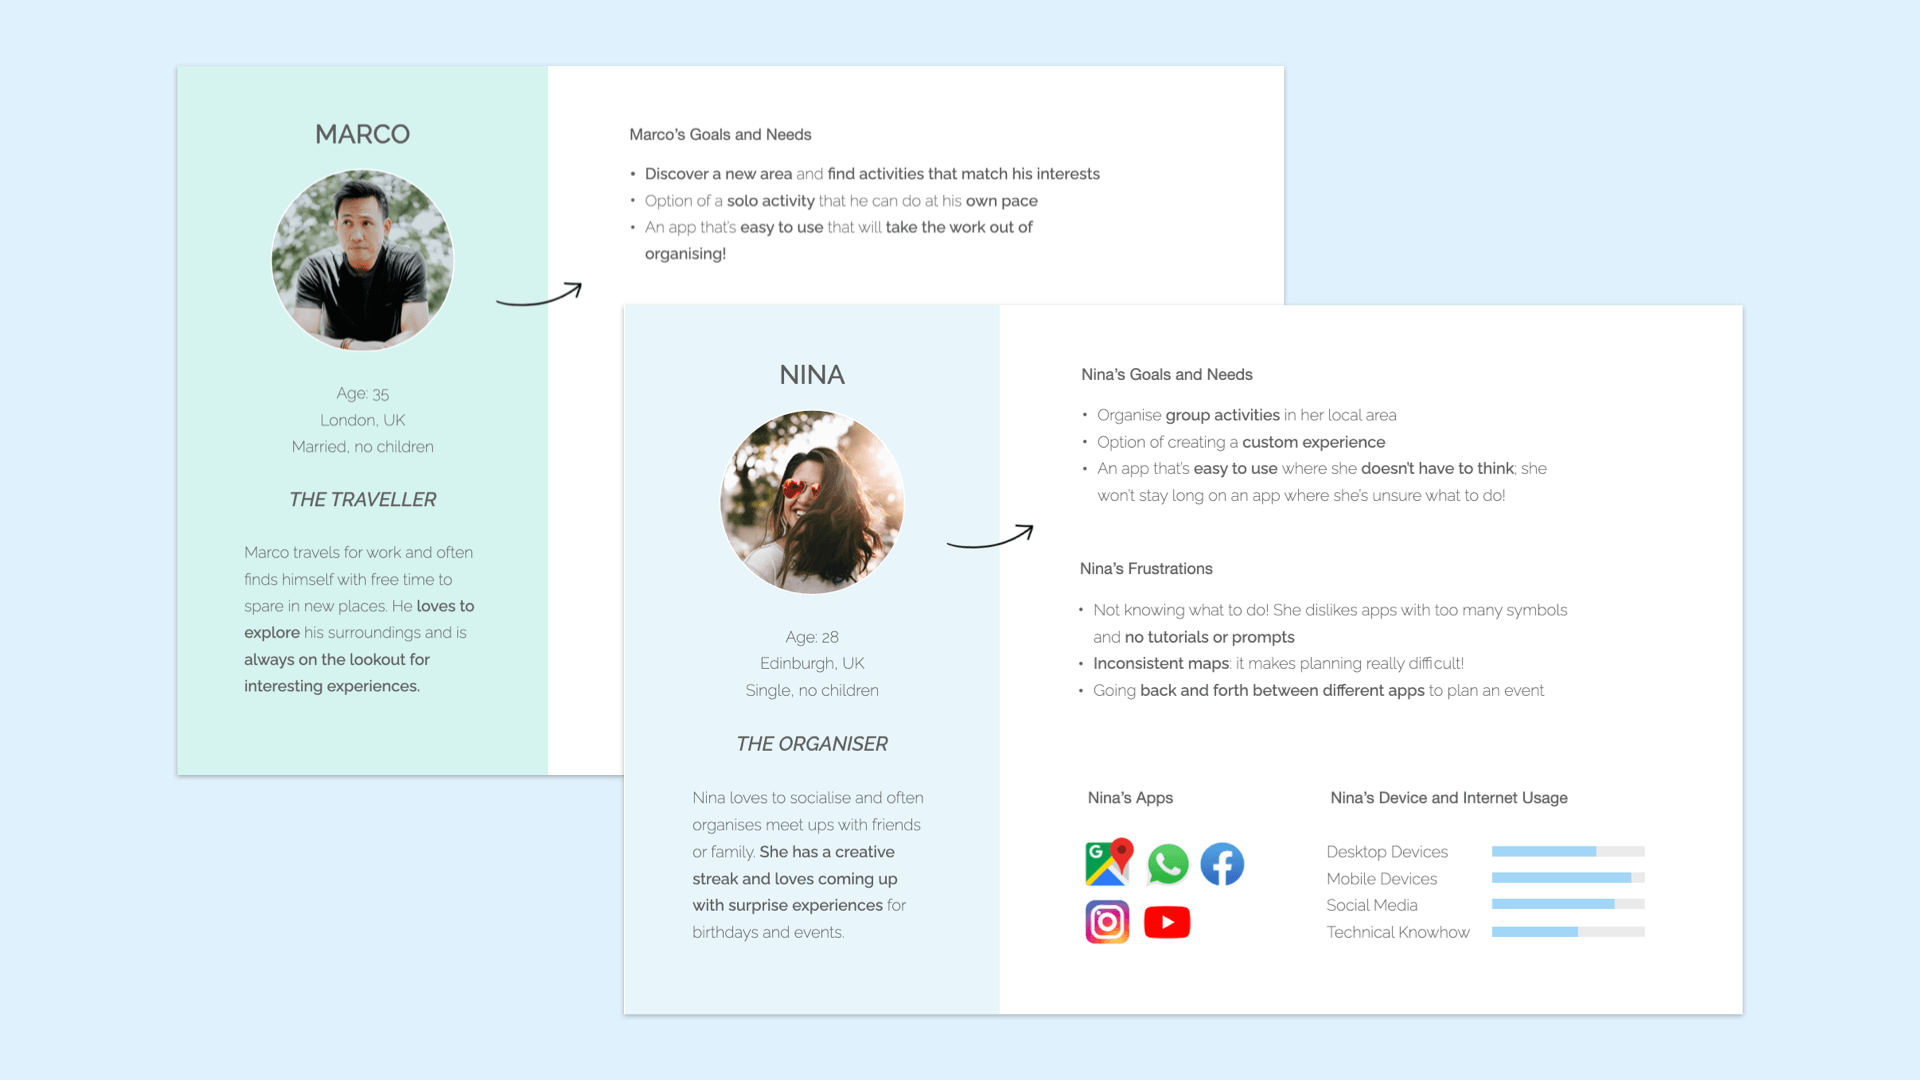 MARCO
Age: 35
London, UK
Married, no children
THE TRAVELLER
Marco travels for work and often
finds himself with free time to
spare in new places. He loves to
explore his surroundings and is
always on the lookout for
interesting experiences.
Marco's Goals and Needs
• Discover a new area and find activities that match his interests
• Option of a solo activity that he can do at his own pace
• An app that's easy to use that will take the work out of
organising!
NINA
Age: 28
Edinburgh, UK
Single, no children
THE ORGANISER
Nina loves to socialise and often
organises meet ups with friends
or family. She has a creative
streak and loves coming up
with surprise experiences for
birthdays and events.
Nina's Goals and Needs
• Organise group activities in her local area
• Option of creating a custom experience
• An app that's easy to use where she doesn't have to think; she
won't stay long on an app where she's unsure what to do!
Nina's Frustrations
• Not knowing what to do! She dislikes apps with too many symbols
and no tutorials or prompts
• Inconsistent maps: it makes planning really difficult!
• Going back and forth between different apps to plan an event
Nina's Apps
G
Nina's Device and Internet Usage
Desktop Devices
Mobile Devices
Social Media
Technical Knowhow